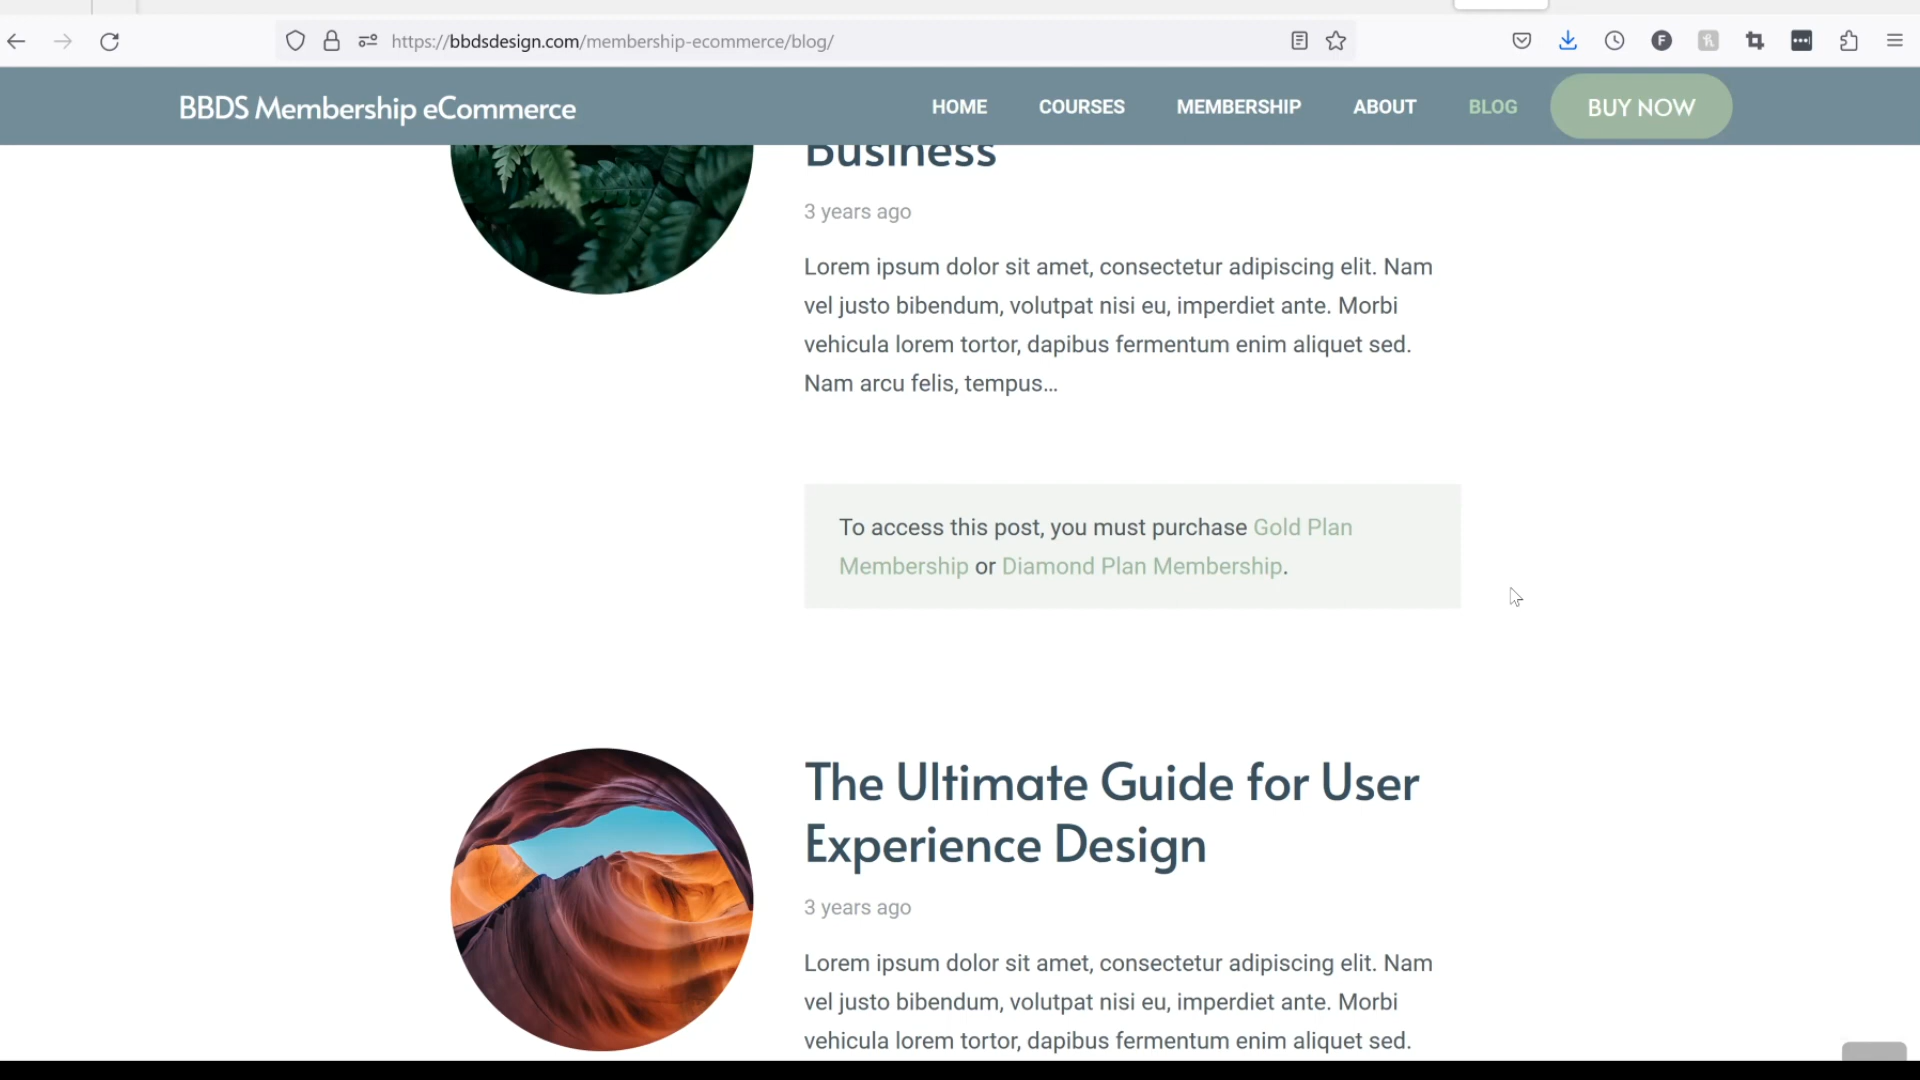 https://bbdsdesign.com/membership-ecommerce/blog/
BBDS Membership eCommerce
HOME
COURSES
MEMBERSHIP
ABOUT
BLOG
BUY NOW
Business
3 years ago
Lorem ipsum dolor sit amet, consectetur adipiscing elit. Nam
vel justo bibendum, volutpat nisi eu, imperdiet ante. Morbi
vehicula lorem tortor, dapibus fermentum enim aliquet sed.
Nam arcu felis, tempus…
To access this post, you must purchase Gold Plan
Membership or Diamond Plan Membership.
The Ultimate Guide for User
Experience Design
3 years ago
Lorem ipsum dolor sit amet, consectetur adipiscing elit. Nam
vel justo bibendum, volutpat nisi eu, imperdiet ante. Morbi
vehicula lorem tortor, dapibus fermentum enim aliquet sed.